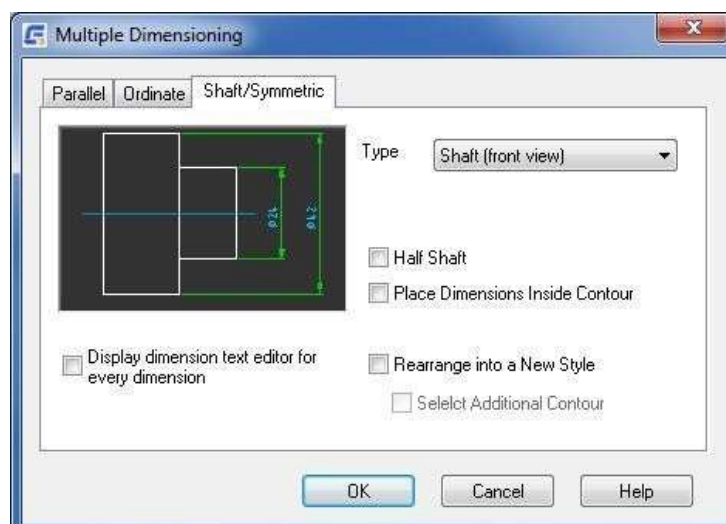 Multiple Dimensioning
Parallel
Ordinate
Shaft/Symmetric
Type
Shaft (front view)
ø24
ø42
Half Shaft
Place Dimensions Inside Contour
Display dimension text editor for
every dimension
Rearrange into a New Style
Selelct Additional Contour
OK
Cancel
Help